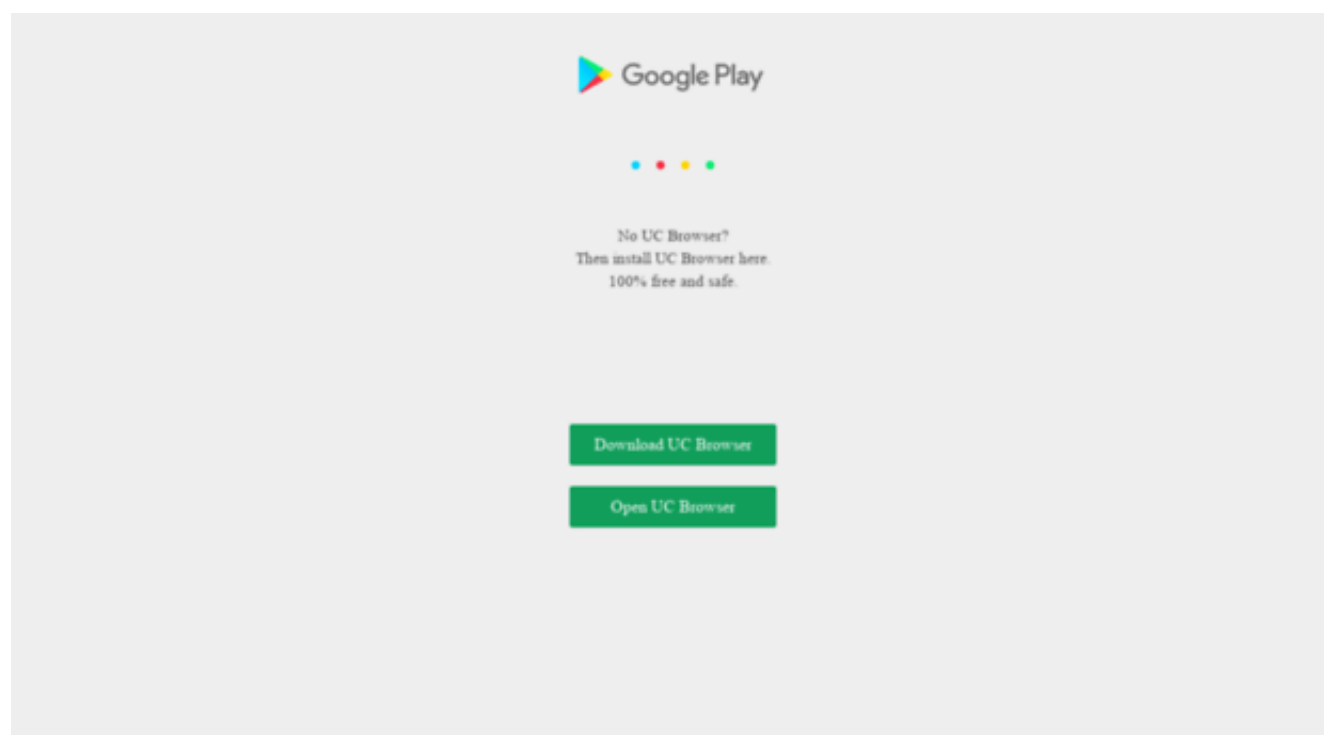 Google Play
No UC Browser?
Then install UC Browser here.
100% free and safe.
Download UC Browser
Open UC Browser